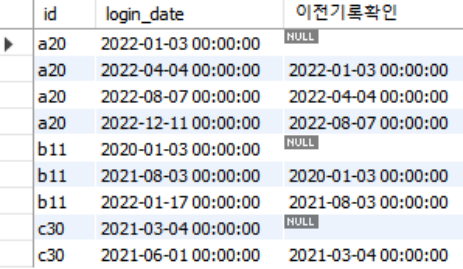 id login_date 이전기록확인
a20 2022-01-03 00:00:00 NULL
a20 2022-04-04 00:00:00 2022-01-03 00:00:00
a20 2022-08-07 00:00:00 2022-04-04 00:00:00
a20 2022-12-11 00:00:00 2022-08-07 00:00:00
b11 2020-01-03 00:00:00 NULL
b11 2021-08-03 00:00:00 2020-01-03 00:00:00
b11 2022-01-17 00:00:00 2021-08-03 00:00:00
c30 2021-03-04 00:00:00 NULL
c30 2021-06-01 00:00:00 2021-03-04 00:00:00